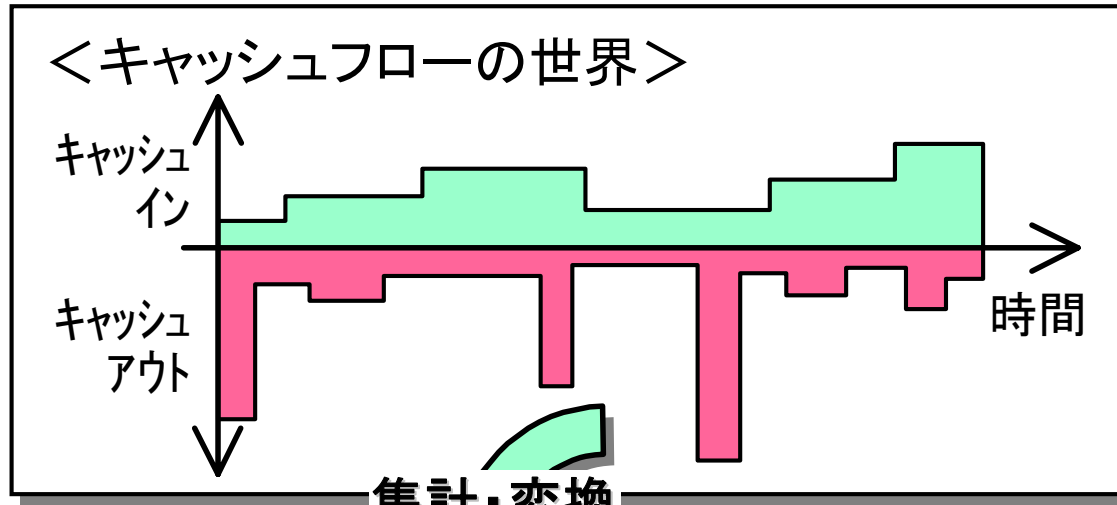 ＜キャッシュフローの世界＞
キャッシュ
イン
キャッシュ
アウト
時間
集計・変換